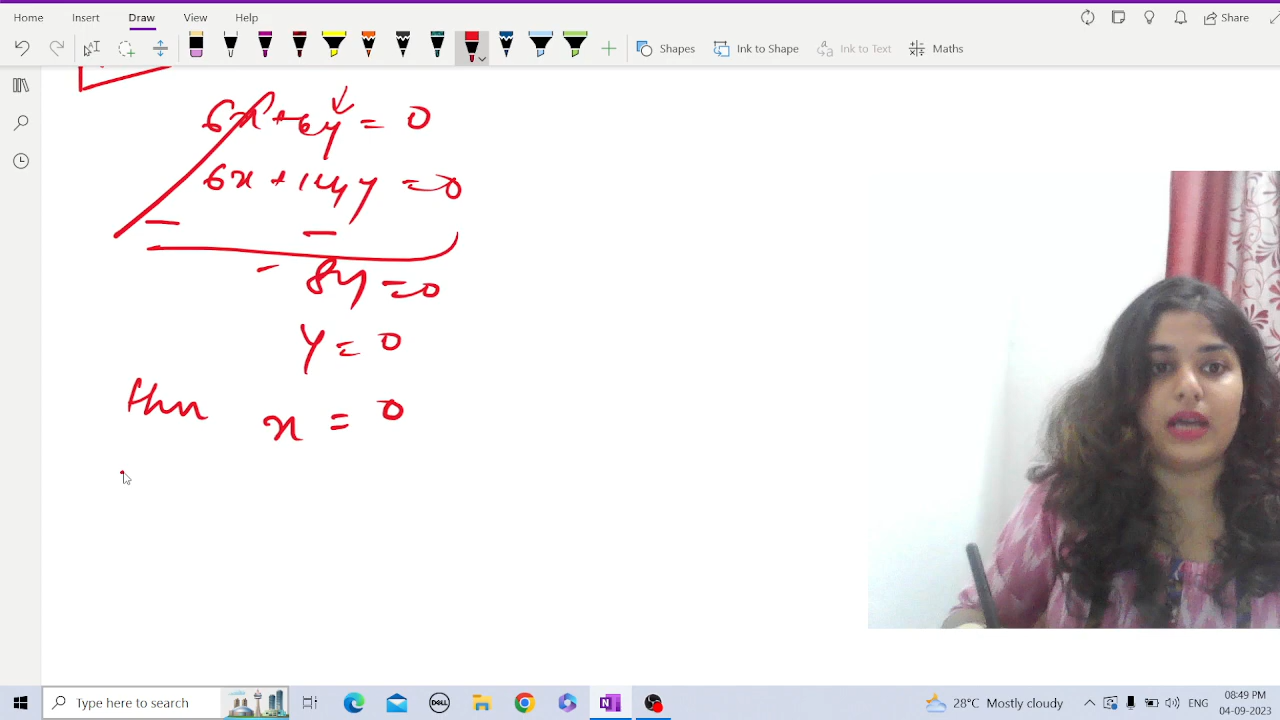 Home Insert Draw View Help Share
Shapes Ink to Shape Ink to Text Maths
6x + 6y = 0
6x + 14y = 0
- -
- 8y = 0
y = 0
then x = 0
Type here to search
DELL
N
28°C Mostly cloudy
ENG
8:49 PM
04-09-2023